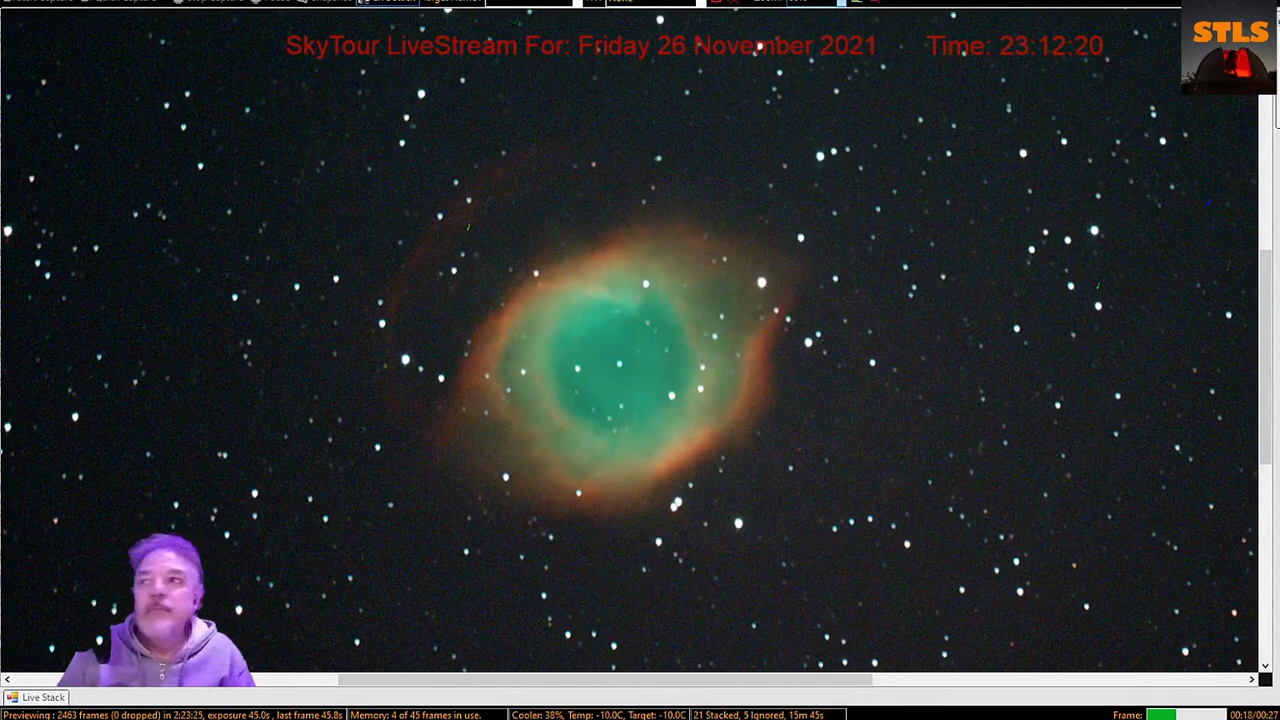 SkyTour LiveStream For: Friday 26 November 2021 Time: 23:12:20
STLS
Live Stack
Previewing : 2463 frames (0 dropped) in 2:23:25, exposure 45.0s, last frame 45.8s Memory: 4 of 45 frames in use. Cooler: 38%, Temp: -10.0C, Target: -10.0C 21 Stacked, 5 Ignored, 15m 45s Frame: 00:18/00:27